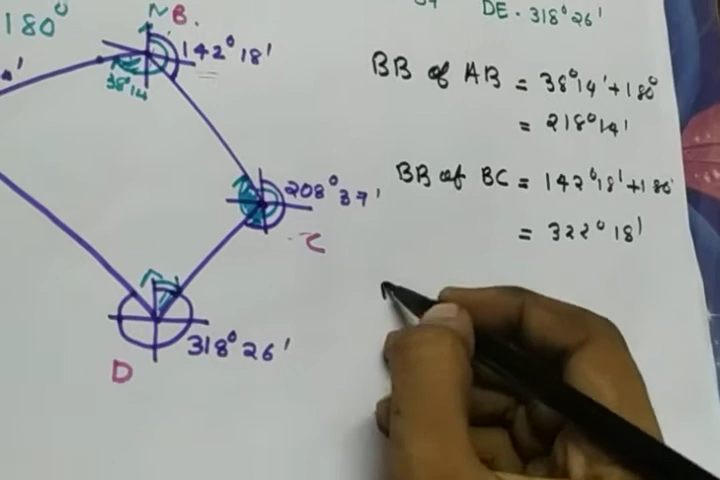 180°
DE - 318°26'
N B.
142°18'
38°14
BB of AB = 38°14'+180°
= 218°14'
BB of BC = 142°18'+180
= 322°18'
208°37'
C
318°26'
D